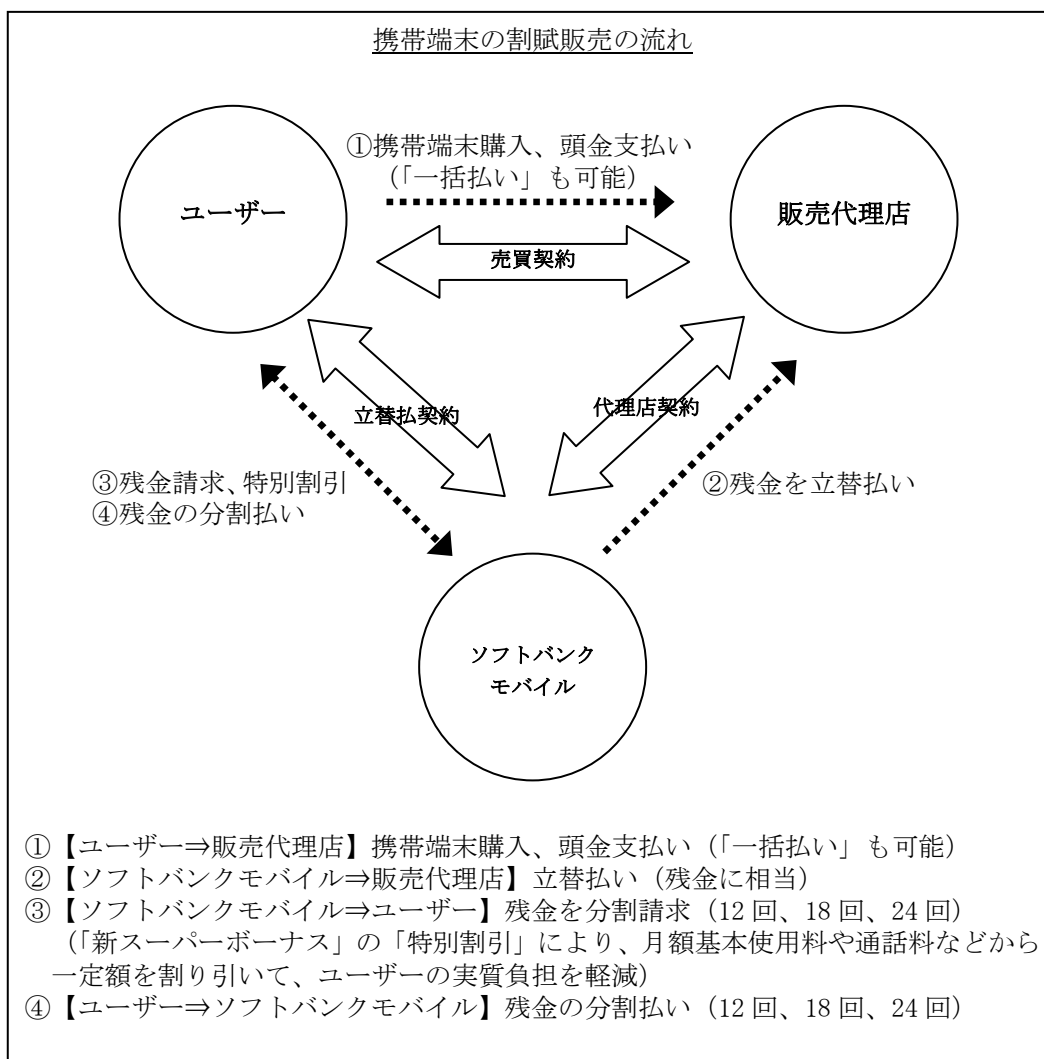 携帯端末の割賦販売の流れ
①携帯端末購入、頭金支払い
（「一括払い」も可能）
ユーザー
販売代理店
売買契約
立替払契約
代理店契約
③残金請求、特別割引
④残金の分割払い
②残金を立替払い
ソフトバンク
モバイル
①【ユーザー⇒販売代理店】携帯端末購入、頭金支払い（「一括払い」も可能）
②【ソフトバンクモバイル⇒販売代理店】立替払い（残金に相当）
③【ソフトバンクモバイル⇒ユーザー】残金を分割請求（12 回、18 回、24 回）
（「新スーパーボーナス」の「特別割引」により、月額基本使用料や通話料などから
一定額を割り引いて、ユーザーの実質負担を軽減）
④【ユーザー⇒ソフトバンクモバイル】残金の分割払い（12 回、18 回、24 回）